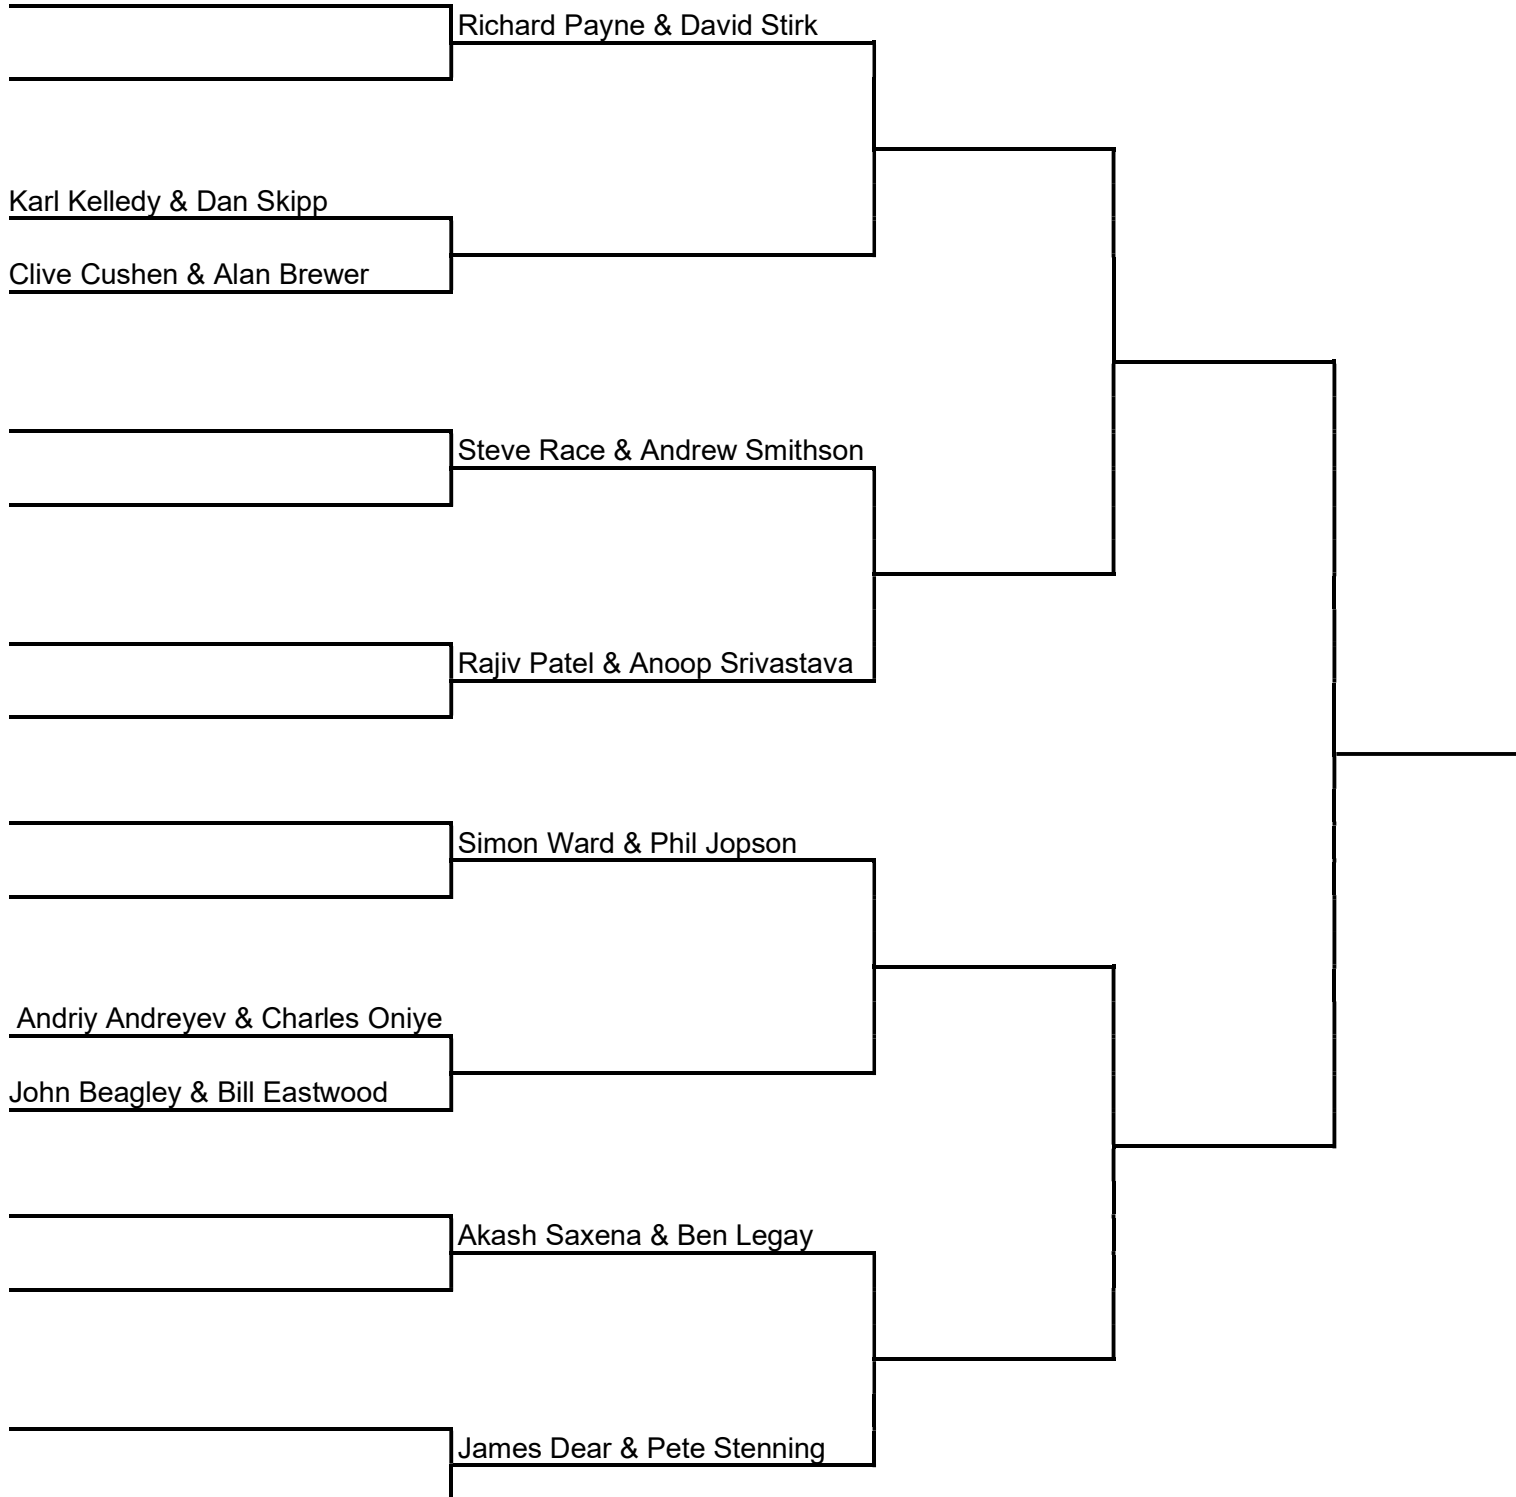 Richard Payne & David Stirk
Karl Kelledy & Dan Skipp
Clive Cushen & Alan Brewer
Steve Race & Andrew Smithson
Rajiv Patel & Anoop Srivastava
Simon Ward & Phil Jopson
Andriy Andreyev & Charles Oniye
John Beagley & Bill Eastwood
Akash Saxena & Ben Legay
James Dear & Pete Stenning